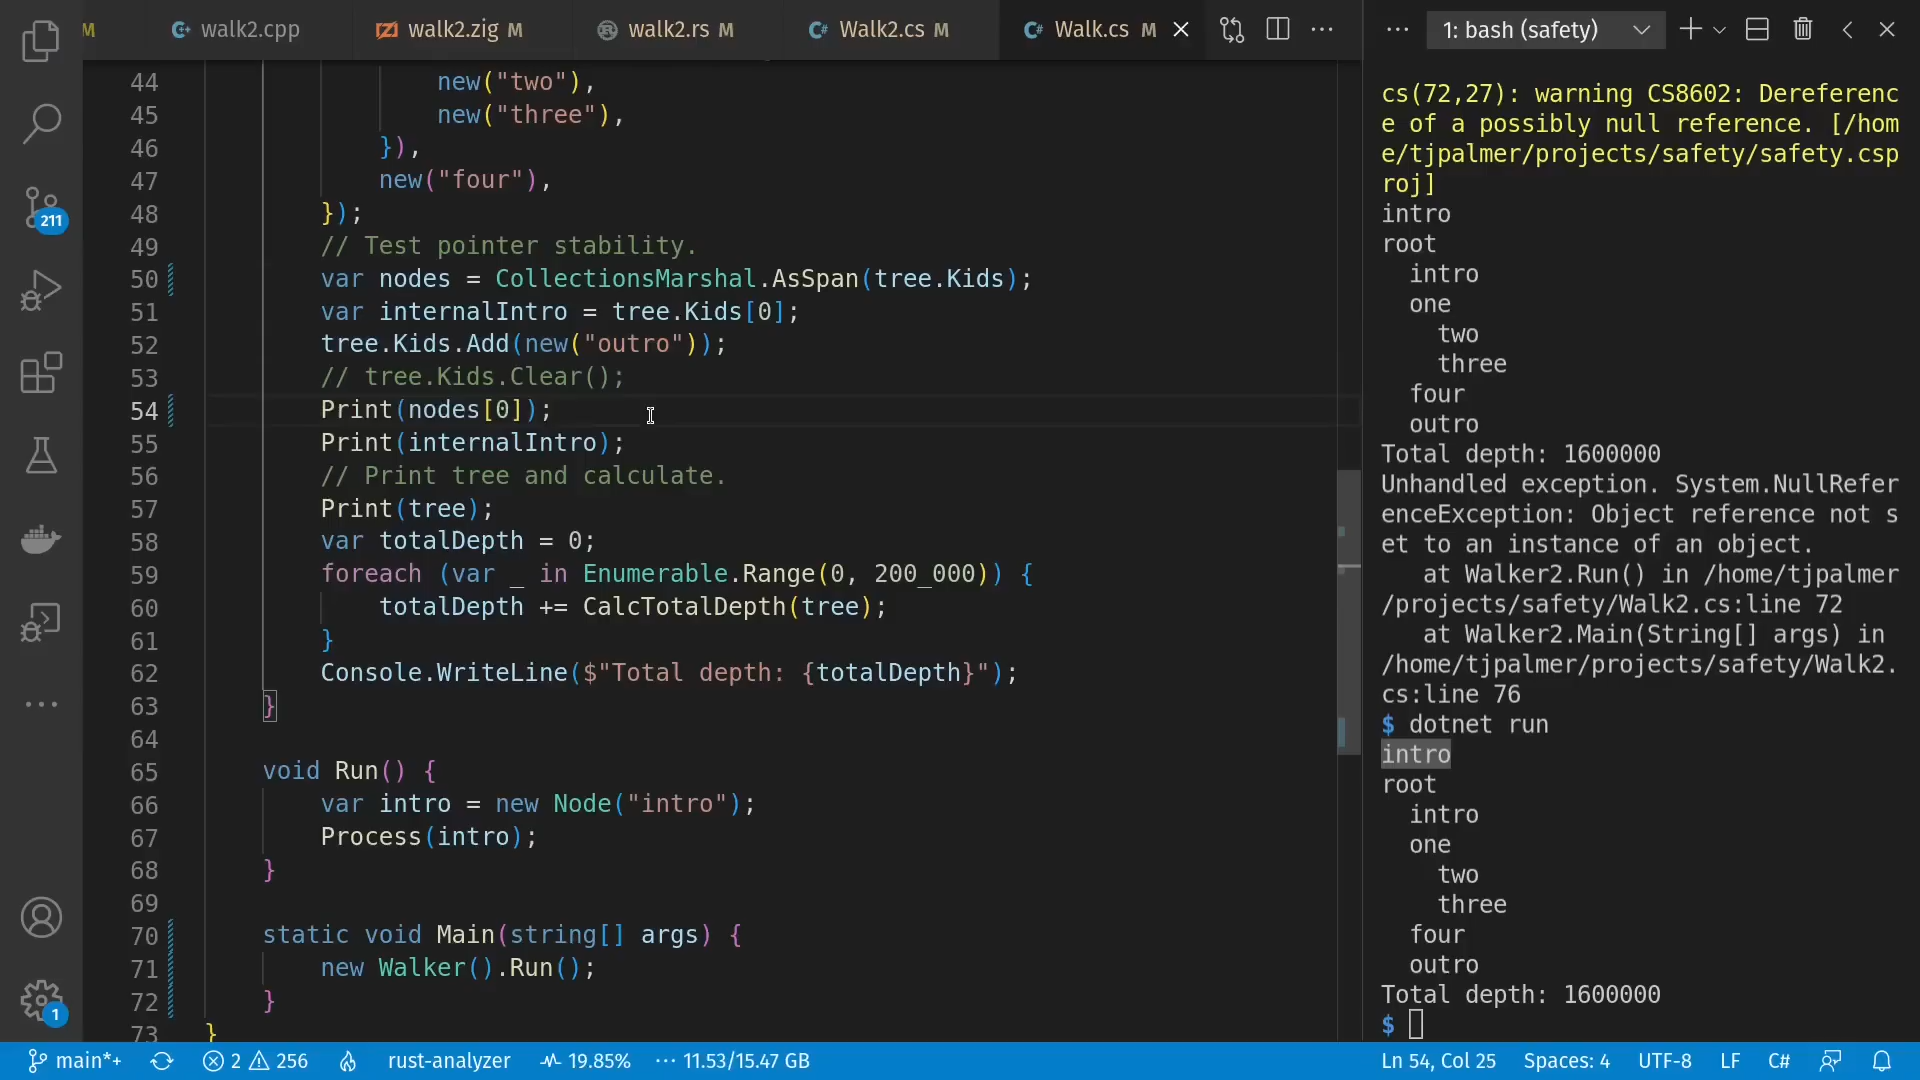 M walk2.cpp walk2.zig M walk2.rs M Walk2.cs M Walk.cs M
44 new("two"),
45 new("three"),
46 }),
47 new("four"),
48 });
49 // Test pointer stability.
50 var nodes = CollectionsMarshal.AsSpan(tree.Kids);
51 var internalIntro = tree.Kids[0];
52 tree.Kids.Add(new("outro"));
53 // tree.Kids.Clear();
54 Print(nodes[0]);
55 Print(internalIntro);
56 // Print tree and calculate.
57 Print(tree);
58 var totalDepth = 0;
59 foreach (var _ in Enumerable.Range(0, 200_000)) {
60 totalDepth += CalcTotalDepth(tree);
61 }
62 Console.WriteLine($"Total depth: {totalDepth}");
63 }
64
65 void Run() {
66 var intro = new Node("intro");
67 Process(intro);
68 }
69
70 static void Main(string[] args) {
71 new Walker().Run();
72 }
73 }
211
1
1: bash (safety)
cs(72,27): warning CS8602: Dereferenc
e of a possibly null reference. [/hom
e/tjpalmer/projects/safety/safety.csp
roj]
intro
root
intro
one
two
three
four
outro
Total depth: 1600000
Unhandled exception. System.NullRefer
enceException: Object reference not s
et to an instance of an object.
at Walker2.Run() in /home/tjpalmer
/projects/safety/Walk2.cs:line 72
at Walker2.Main(String[] args) in
/home/tjpalmer/projects/safety/Walk2.
cs:line 76
$ dotnet run
intro
root
intro
one
two
three
four
outro
Total depth: 1600000
$
main*+ 2 256 rust-analyzer 19.85% ··· 11.53/15.47 GB Ln 54, Col 25 Spaces: 4 UTF-8 LF C#